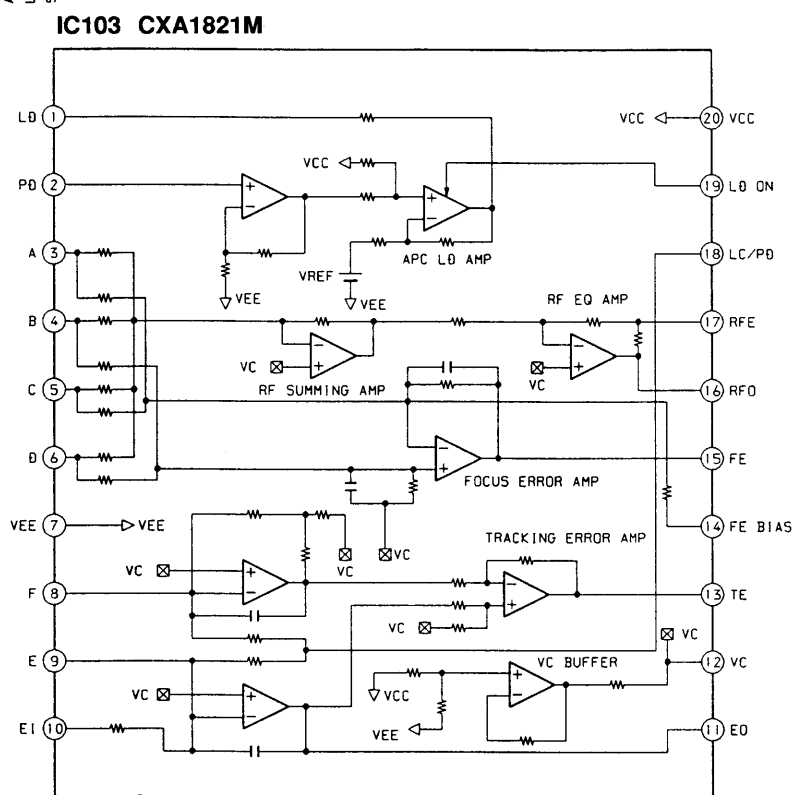 IC103 CXA1821M
LD 1
20 VCC
VCC
PD 2
VCC
19 LD ON
A 3
APC LD AMP
18 LC/PD
VREF
VEE
VEE
RF EQ AMP
B 4
17 RFE
VC
VC
C 5
RF SUMMING AMP
16 RFO
D 6
15 FE
FOCUS ERROR AMP
VEE 7
VEE
14 FE BIAS
TRACKING ERROR AMP
VC
VC
VC
F 8
13 TE
VC
VC
E 9
VC BUFFER
12 VC
VC
VCC
VEE
EI 10
11 EO